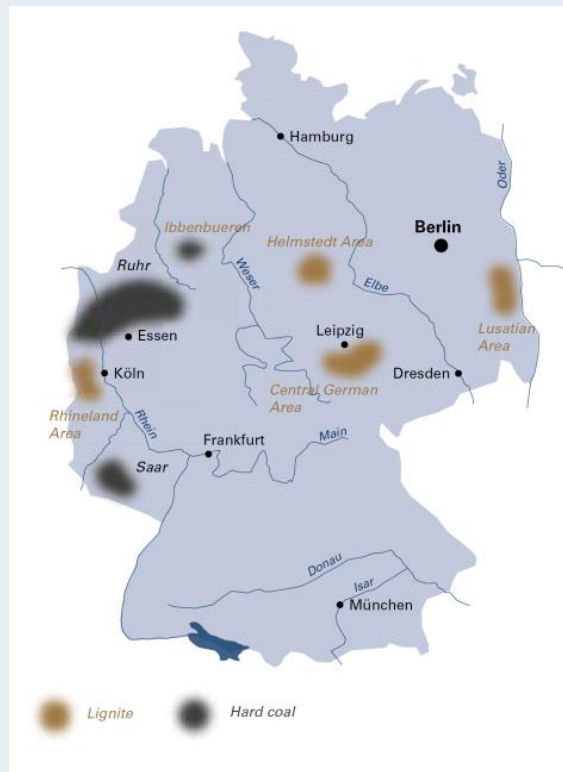 Hamburg
Oder
Berlin
Ibbenbueren
Helmstedt Area
Ruhr
Weser
Elbe
Essen
Leipzig
Lusatian
Area
Köln
Dresden
Central German
Area
Rhineland
Area
Rhein
Frankfurt
Main
Saar
Donau
Isar
München
Lignite
Hard coal